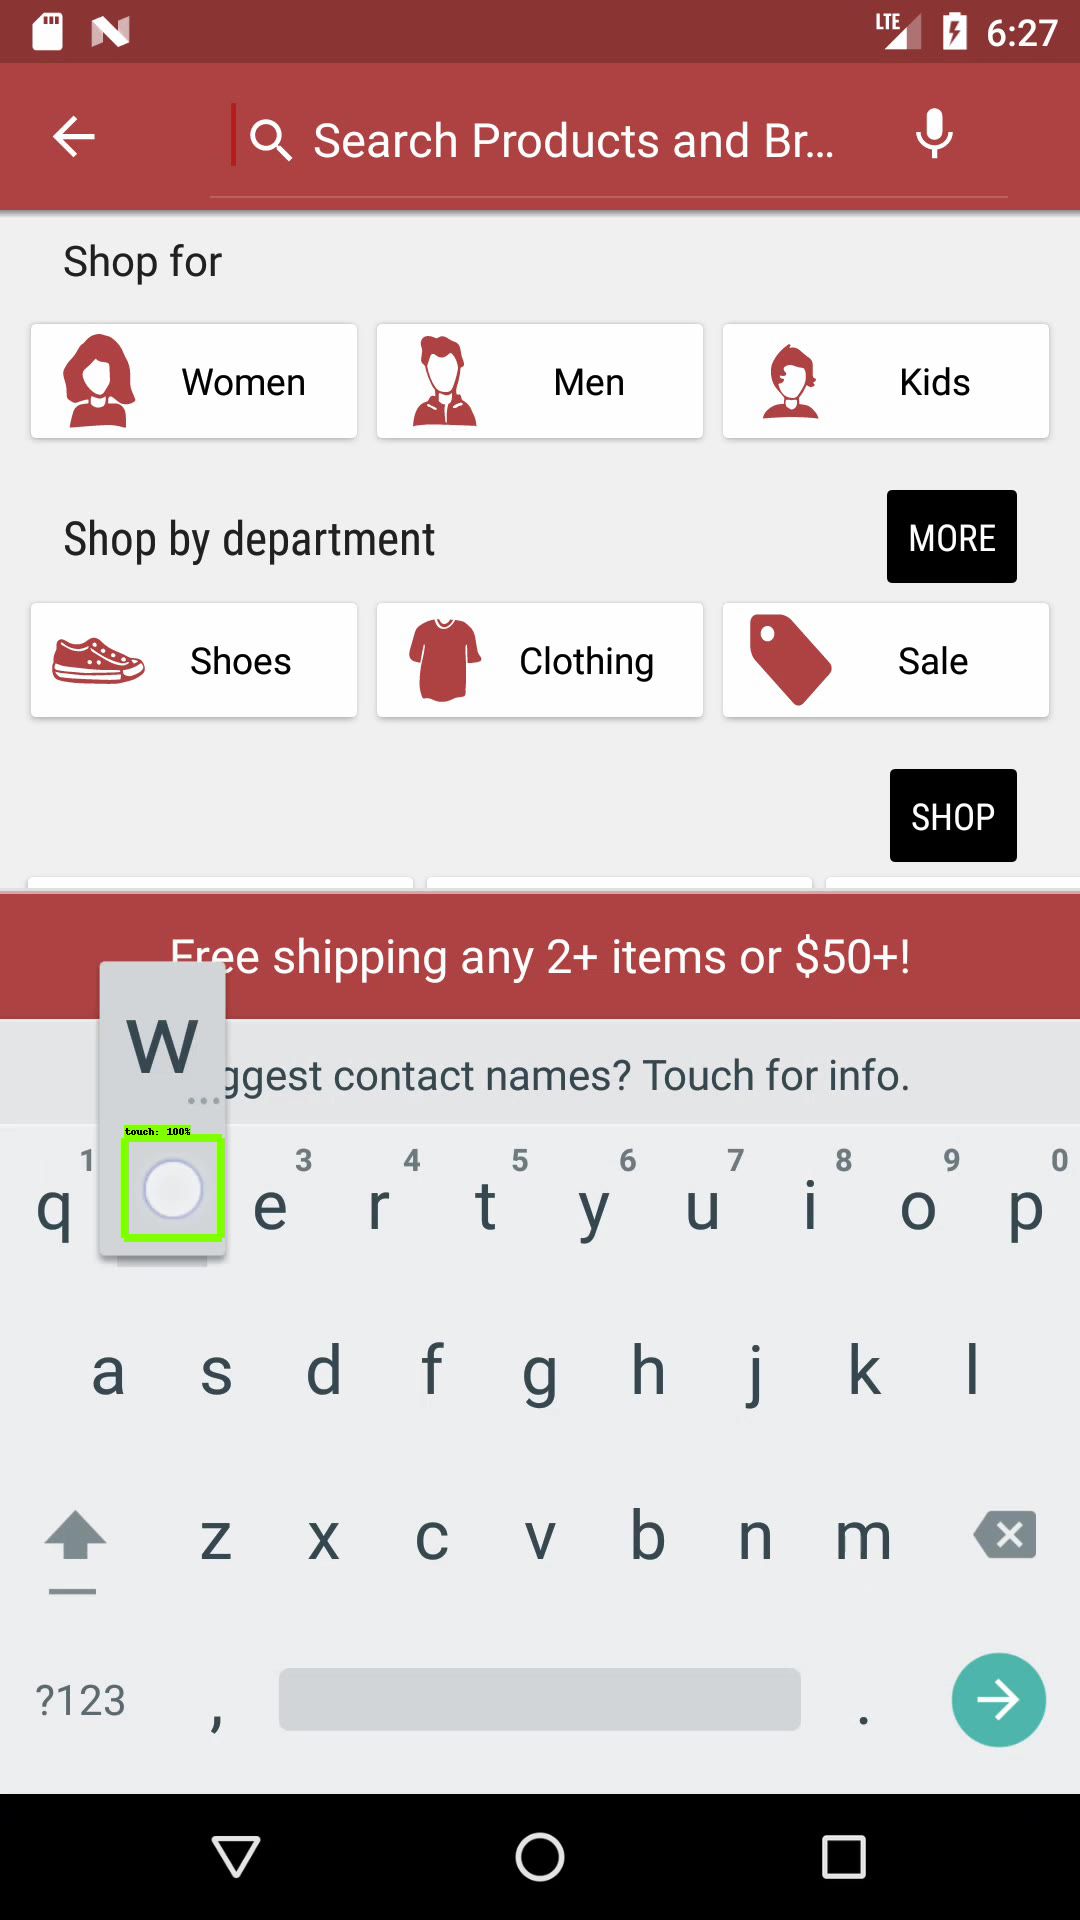 LTE 6:27
Search Products and Br...
Shop for
Women Men Kids
Shop by department MORE
Shoes Clothing Sale
SHOP
Free shipping any 2+ items or $50+!
w
ggest contact names? Touch for info.
touch: 100%
1 3 4 5 6 7 8 9 0
q e r t y u i o p
a s d f g h j k l
z x c v b n m
?123 , .